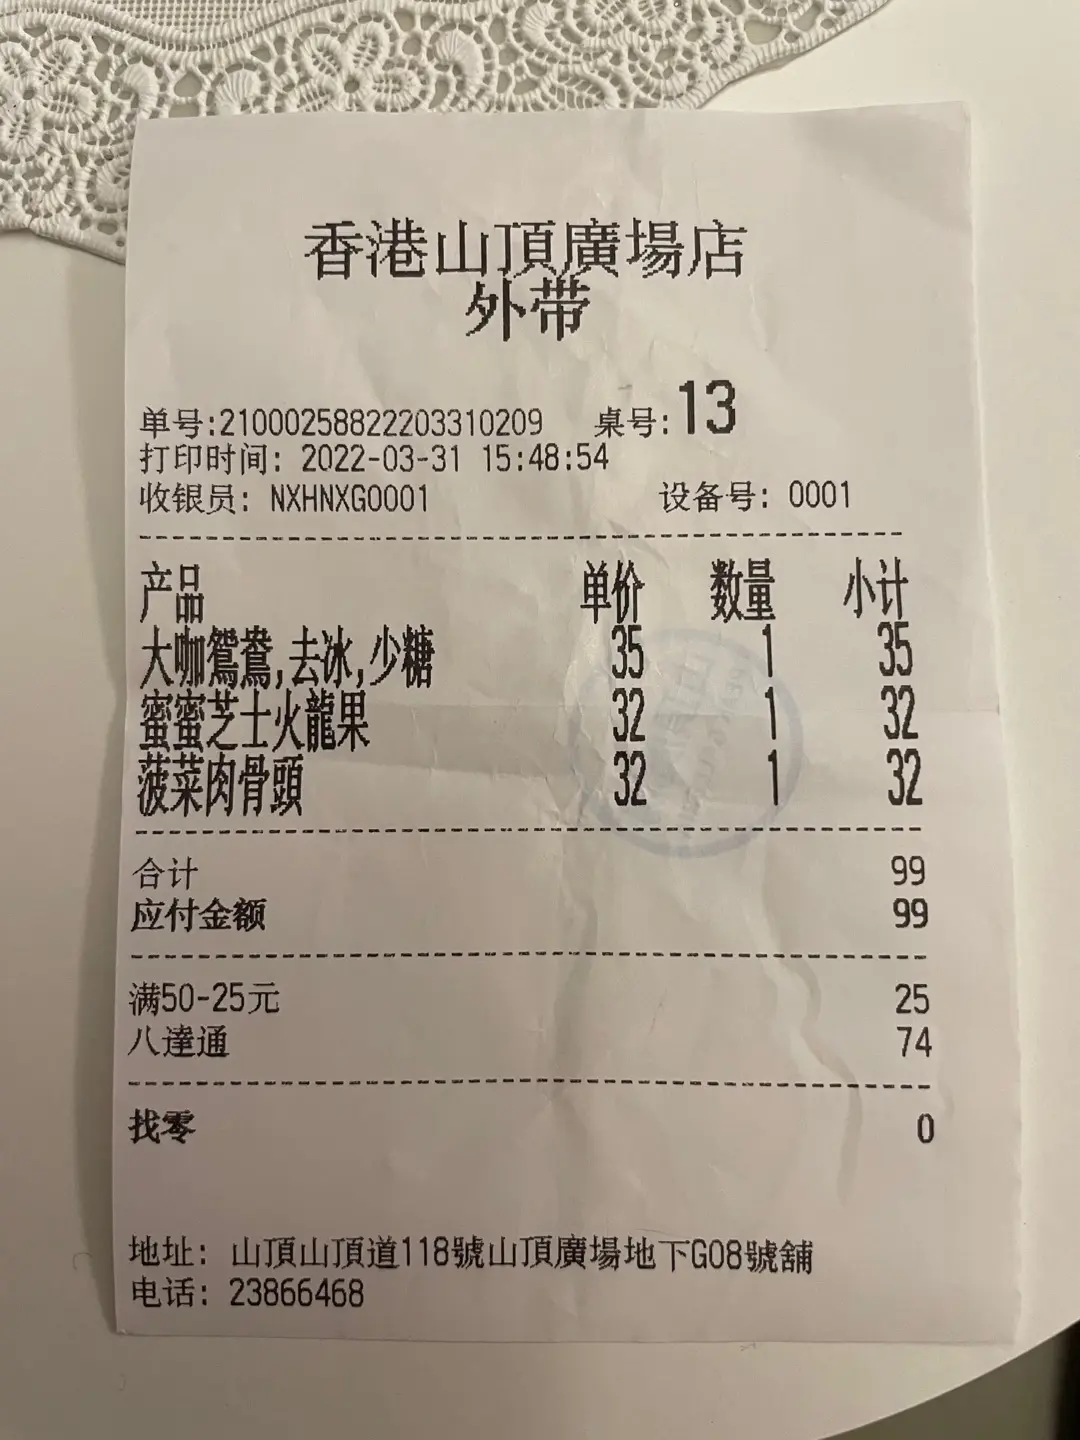 香港山頂廣場店
外带
单号:21000258822203310209 桌号:13
打印时间: 2022-03-31 15:48:54
收银员: NXHNXG0001 设备号: 0001
产品 单价 数量 小计
大咖鴛鴦,去冰,少糖 35 1 35
蜜蜜芝士火龍果 32 1 32
菠菜肉骨頭 32 1 32
合计 99
应付金额 99
满50-25元 25
八達通 74
找零 0
地址: 山頂山頂道118號山頂廣場地下G08號舖
电话: 23866468